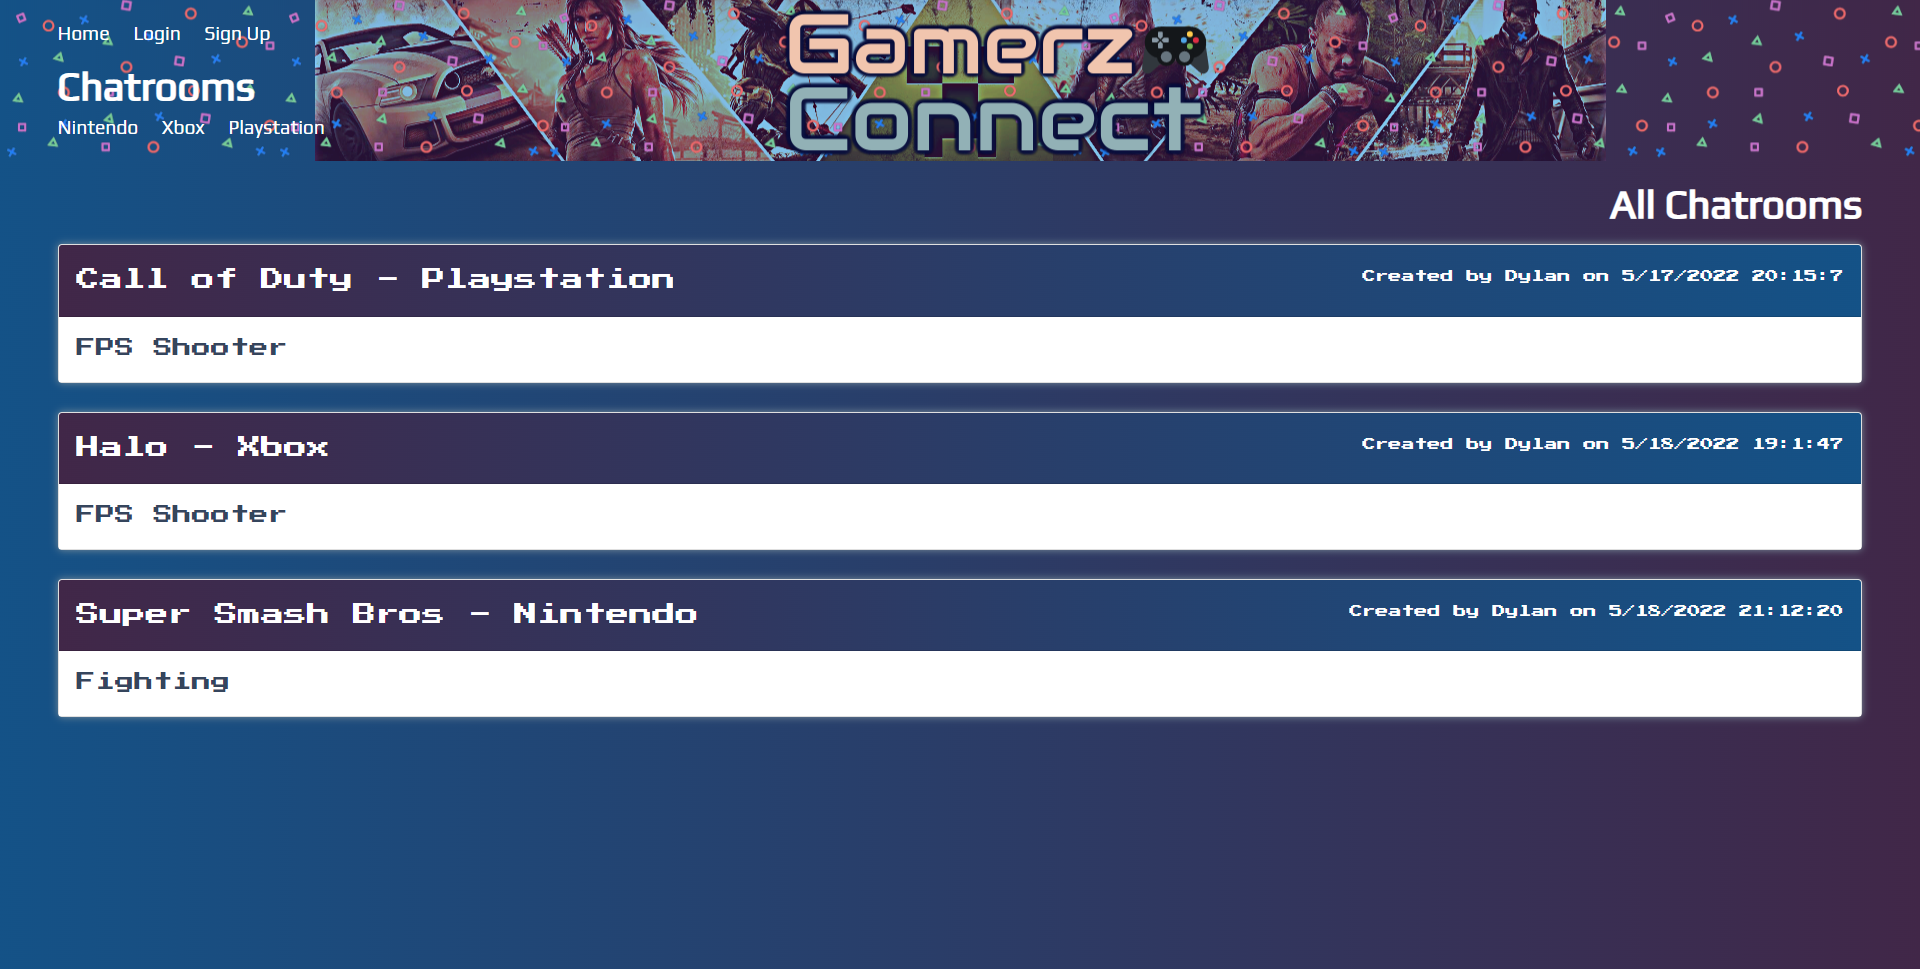 Home Login Sign Up
Chatrooms
Nintendo Xbox Playstation
Gamerz
Connect
All Chatrooms
Call of Duty - Playstation
Created by Dylan on 5/17/2022 20:15:7
FPS Shooter
Halo - Xbox
Created by Dylan on 5/18/2022 19:1:47
FPS Shooter
Super Smash Bros - Nintendo
Created by Dylan on 5/18/2022 21:12:20
Fighting